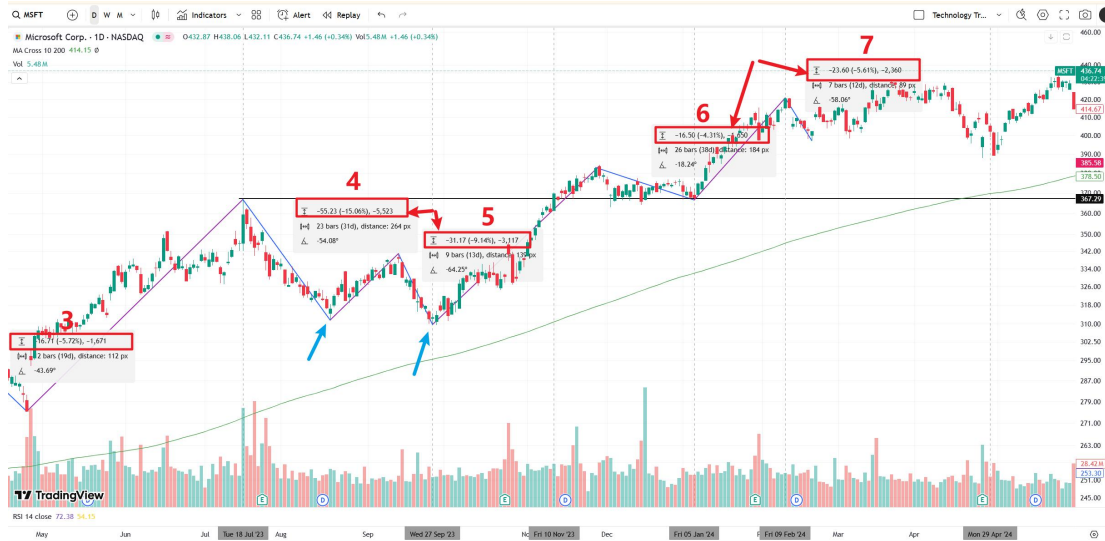 MSFT
D W M
Indicators
Alert
Replay
Technology Tr...
Microsoft Corp. · 1D · NASDAQ
O432.87 H438.06 L432.11 C436.74 +1.46 (+0.34%) Vol5.48M +1.46 (+0.34%)
MA Cross 10 200 414.15 Ø
Vol 5.48M
3
−16.71 (−5.72%), −1,671
12 bars (19d), distance: 112 px
-43.69°
4
−55.23 (−15.06%), −5,523
23 bars (31d), distance: 264 px
-54.08°
5
−31.17 (−9.14%), −3,117
9 bars (13d), distance: 139 px
-64.25°
6
−16.50 (−4.31%), −1,650
26 bars (38d), distance: 184 px
-18.24°
7
−23.60 (−5.61%), −2,360
7 bars (12d), distance: 89 px
-58.06°
460.00
440.00
MSFT 436.74
420.00
414.67
400.00
390.00
385.58
378.50
370.00
367.29
350.00
342.00
334.00
326.00
318.00
310.00
302.50
295.00
287.00
279.00
271.00
263.00
28.42M
253.30
251.00
245.00
E D E D E D E D
TradingView
RSI 14 close 72.38 54.15
May Jun Jul Tue 18 Jul '23 Aug Sep Wed 27 Sep '23 Fri 10 Nov '23 Dec Fri 05 Jan '24 Fri 09 Feb '24 Mar Apr Mon 29 Apr '24